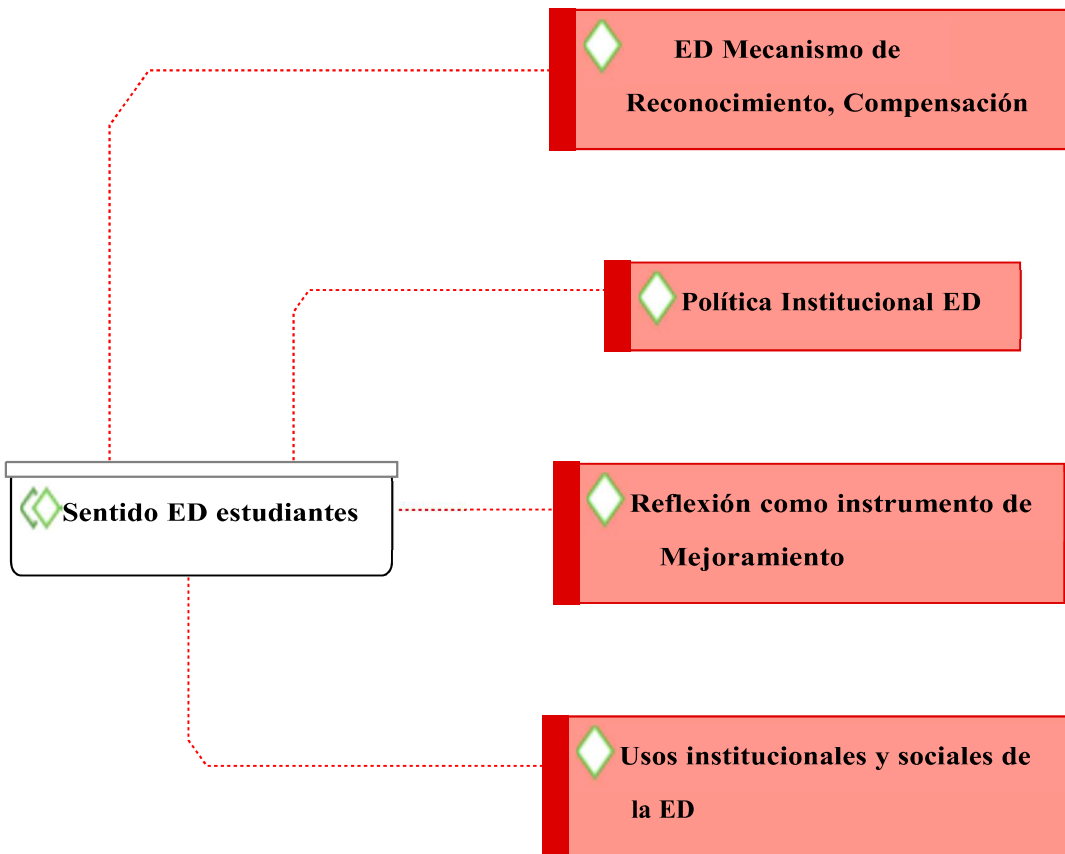 ED Mecanismo de
Reconocimiento, Compensación
Política Institucional ED
Sentido ED estudiantes
Reflexión como instrumento de
Mejoramiento
Usos institucionales y sociales de
la ED